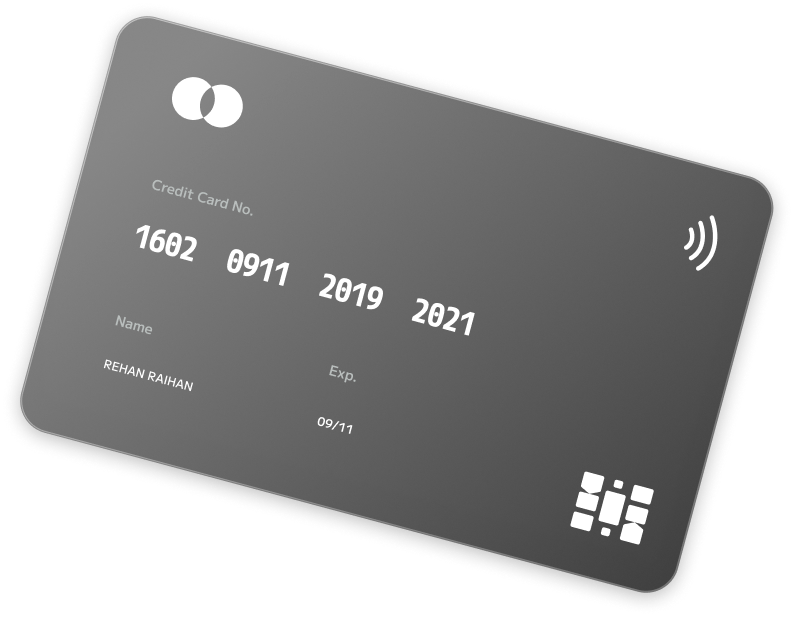 Credit Card No.
1602 0911 2019 2021
Name
Exp.
REHAN RAIHAN
09/11